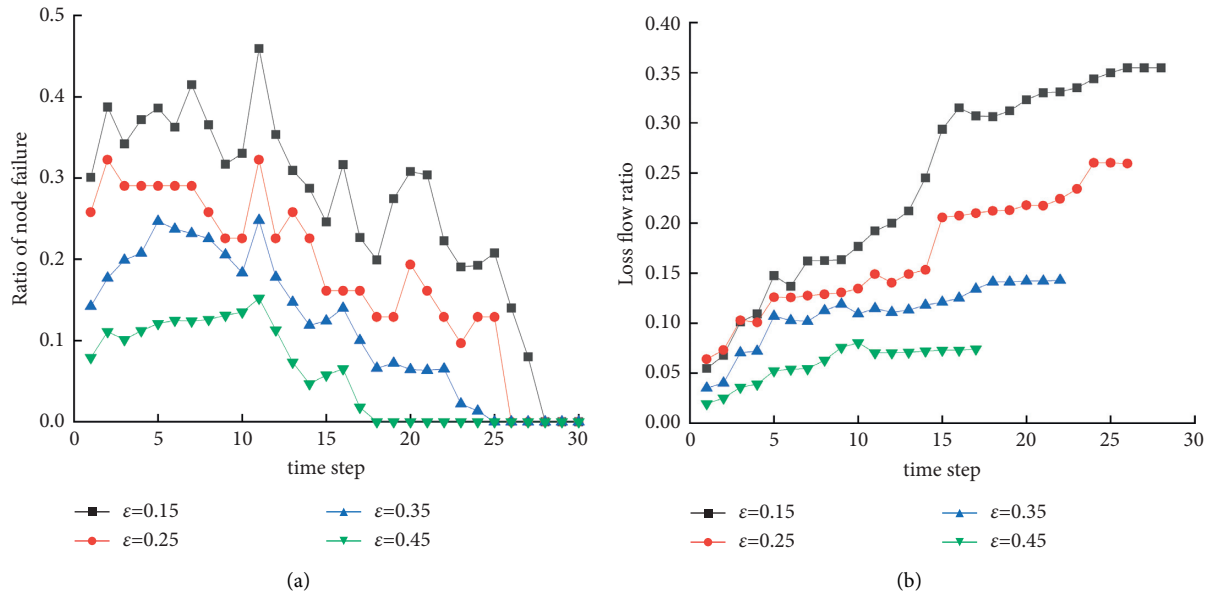 0.5
0.4
0.3
0.2
0.1
0.0
Ratio of node failure
0 5 10 15 20 25 30
time step
ε=0.15 ε=0.35
ε=0.25 ε=0.45
(a)
0.40
0.35
0.30
0.25
0.20
0.15
0.10
0.05
0.00
Loss flow ratio
0 5 10 15 20 25 30
time step
ε=0.15 ε=0.35
ε=0.25 ε=0.45
(b)